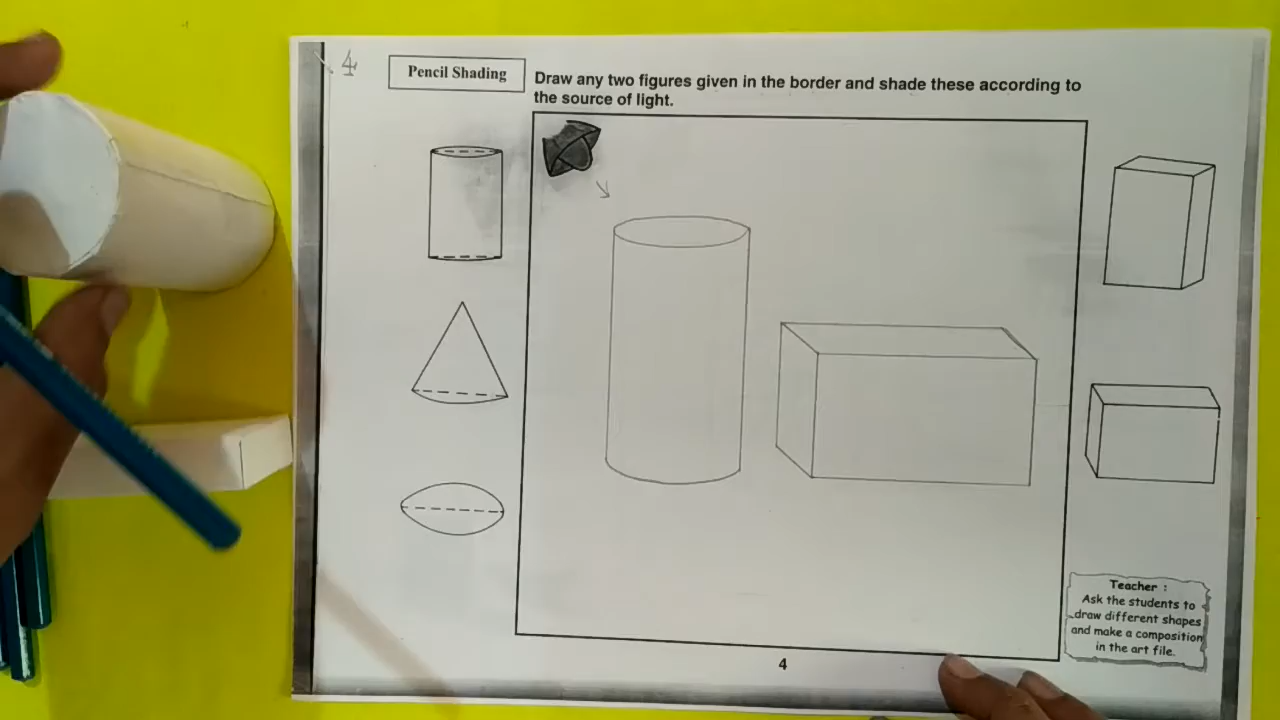 4
Pencil Shading
Draw any two figures given in the border and shade these according to
the source of light.
Teacher :
Ask the students to
draw different shapes
and make a composition
in the art file.
4